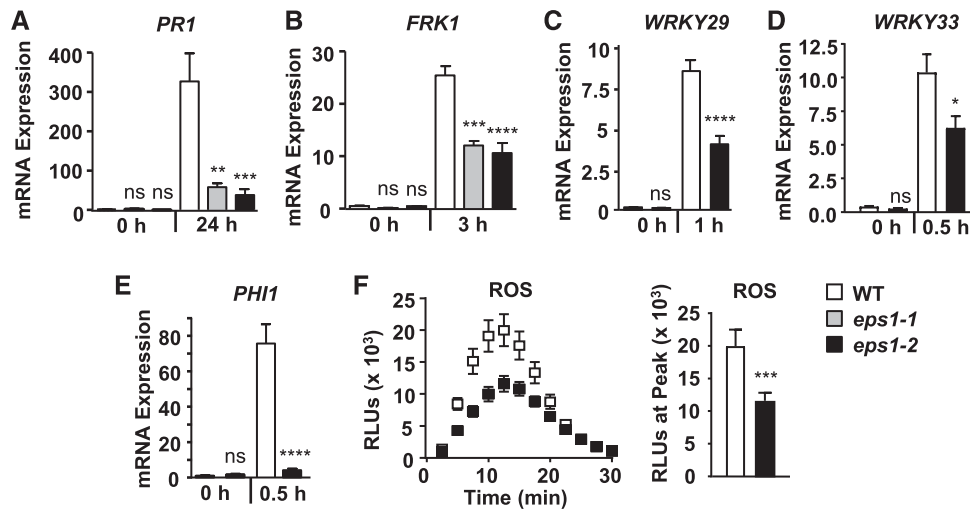 A PR1
mRNA Expression
400
300
200
100
0
ns ns
** ***
0 h 24 h
B FRK1
mRNA Expression
30
20
10
0
ns ns
*** ****
0 h 3 h
C WRKY29
mRNA Expression
10
7.5
5
2.5
0
ns
****
0 h 1 h
D WRKY33
mRNA Expression
12.5
10.0
7.5
5.0
2.5
0.0
ns
*
0 h 0.5 h
E PHI1
mRNA Expression
80
60
40
20
0
ns
****
0 h 0.5 h
F ROS
RLUs (x 10³)
25
20
15
10
5
0
0 10 20 30
Time (min)
ROS
RLUs at Peak (x 10³)
25
20
15
10
5
0
***
WT
eps1-1
eps1-2